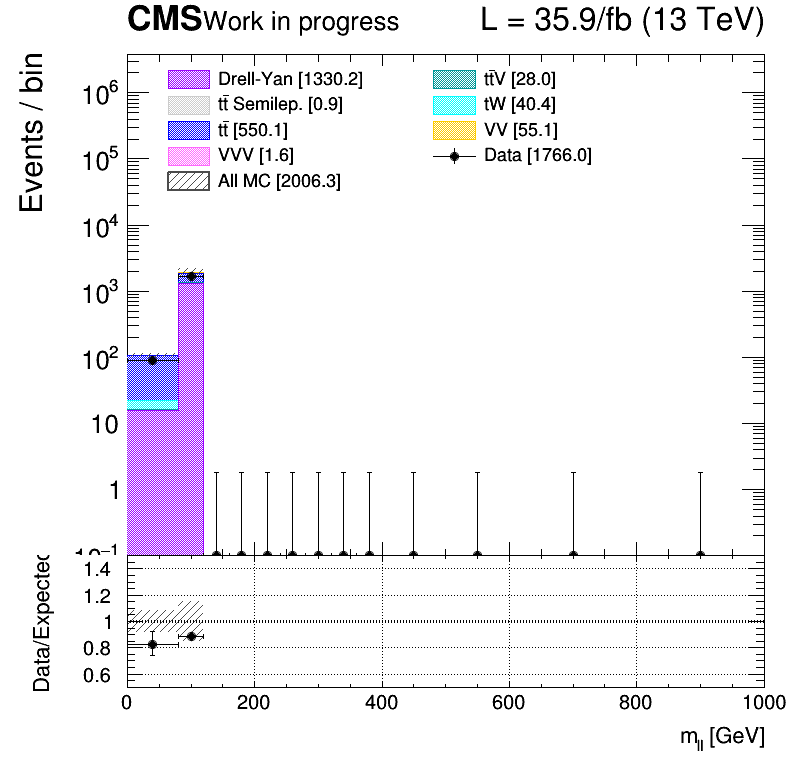 CMS Work in progress L = 35.9/fb (13 TeV)
Events / bin
Drell-Yan [1330.2]
tt̄ Semilep. [0.9]
tt̄ [550.1]
VVV [1.6]
All MC [2006.3]
tt̄V [28.0]
tW [40.4]
VV [55.1]
Data [1766.0]
10⁶
10⁵
10⁴
10³
10²
10
1
10⁻¹
Data/Expected
1.4
1.2
1
0.8
0.6
0 200 400 600 800 1000
m_ll [GeV]